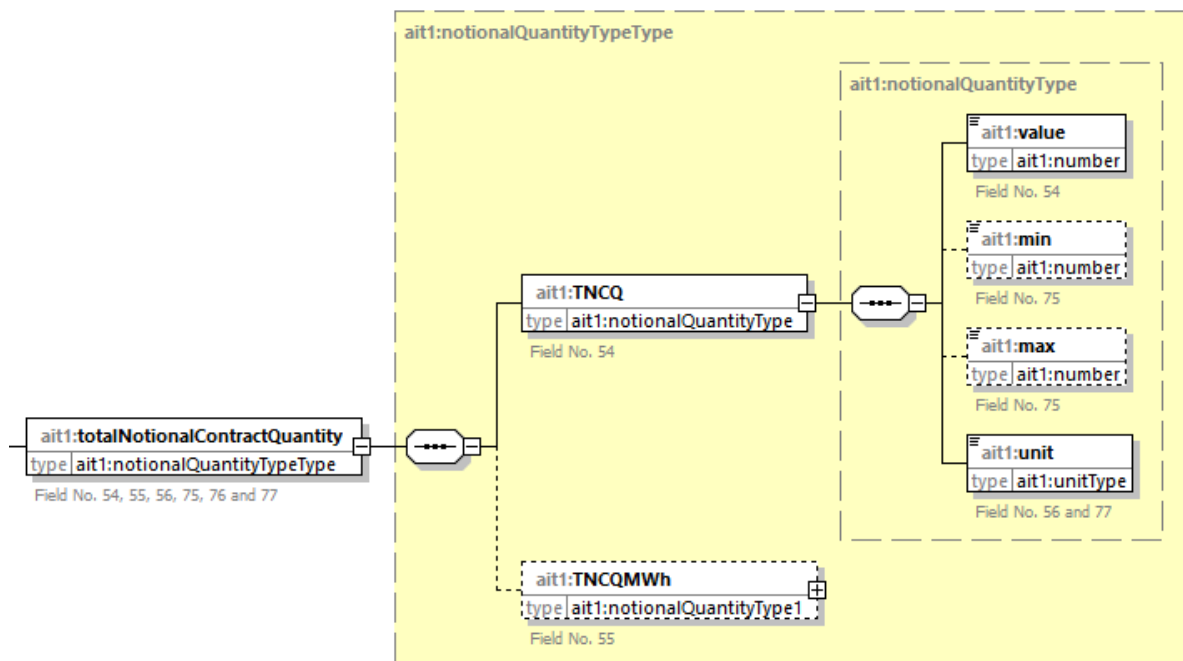 ait1:notionalQuantityTypeType
ait1:notionalQuantityType
ait1:value
type ait1:number
Field No. 54
ait1:min
type ait1:number
Field No. 75
ait1:max
type ait1:number
Field No. 75
ait1:unit
type ait1:unitType
Field No. 56 and 77
ait1:TNCQ
type ait1:notionalQuantityType
Field No. 54
ait1:totalNotionalContractQuantity
type ait1:notionalQuantityTypeType
Field No. 54, 55, 56, 75, 76 and 77
ait1:TNCQMWh
type ait1:notionalQuantityType1
Field No. 55